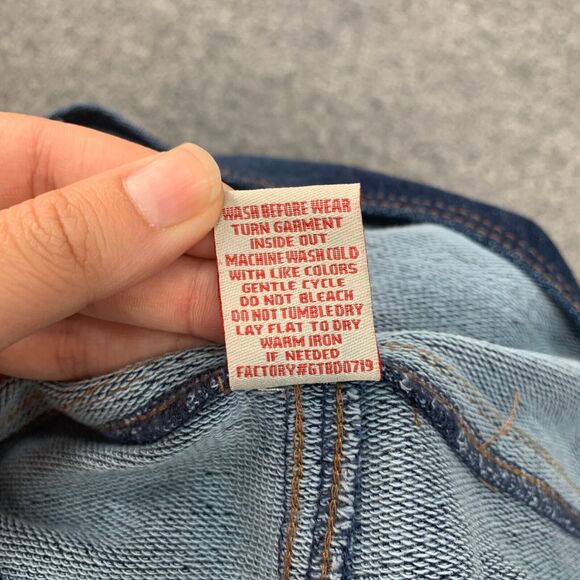 WASH BEFORE WEAR
TURN GARMENT
INSIDE OUT
MACHINE WASH COLD
WITH LIKE COLORS
GENTLE CYCLE
DO NOT BLEACH
DO NOT TUMBLE DRY
LAY FLAT TO DRY
WARM IRON
IF NEEDED
FACTORY#GTBD0719